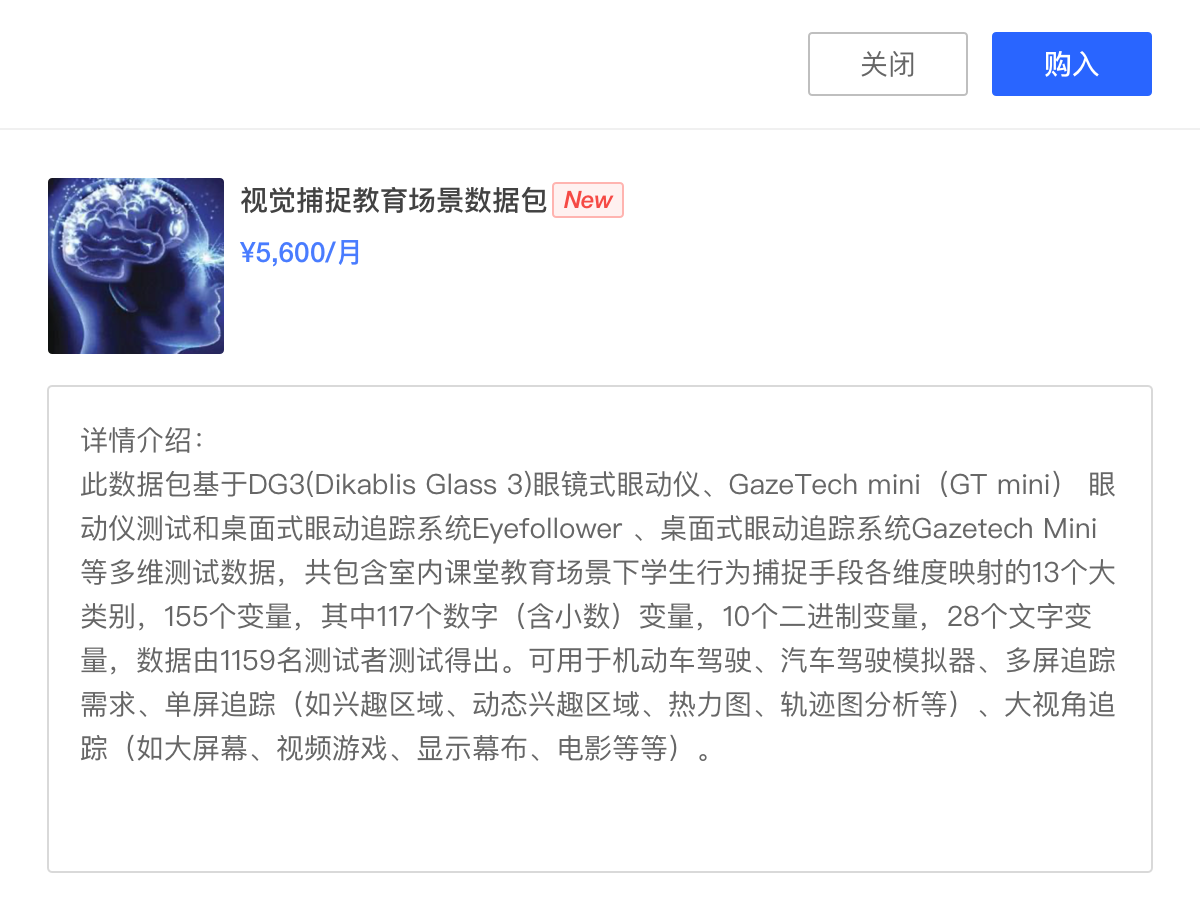 关闭
购入
视觉捕捉教育场景数据包 New
¥5,600/月
详情介绍：
此数据包基于DG3(Dikablis Glass 3)眼镜式眼动仪、GazeTech mini（GT mini） 眼
动仪测试和桌面式眼动追踪系统Eyefollower 、桌面式眼动追踪系统Gazetech Mini
等多维测试数据，共包含室内课堂教育场景下学生行为捕捉手段各维度映射的13个大
类别，155个变量，其中117个数字（含小数）变量，10个二进制变量，28个文字变
量，数据由1159名测试者测试得出。可用于机动车驾驶、汽车驾驶模拟器、多屏追踪
需求、单屏追踪（如兴趣区域、动态兴趣区域、热力图、轨迹图分析等）、大视角追
踪（如大屏幕、视频游戏、显示幕布、电影等等）。